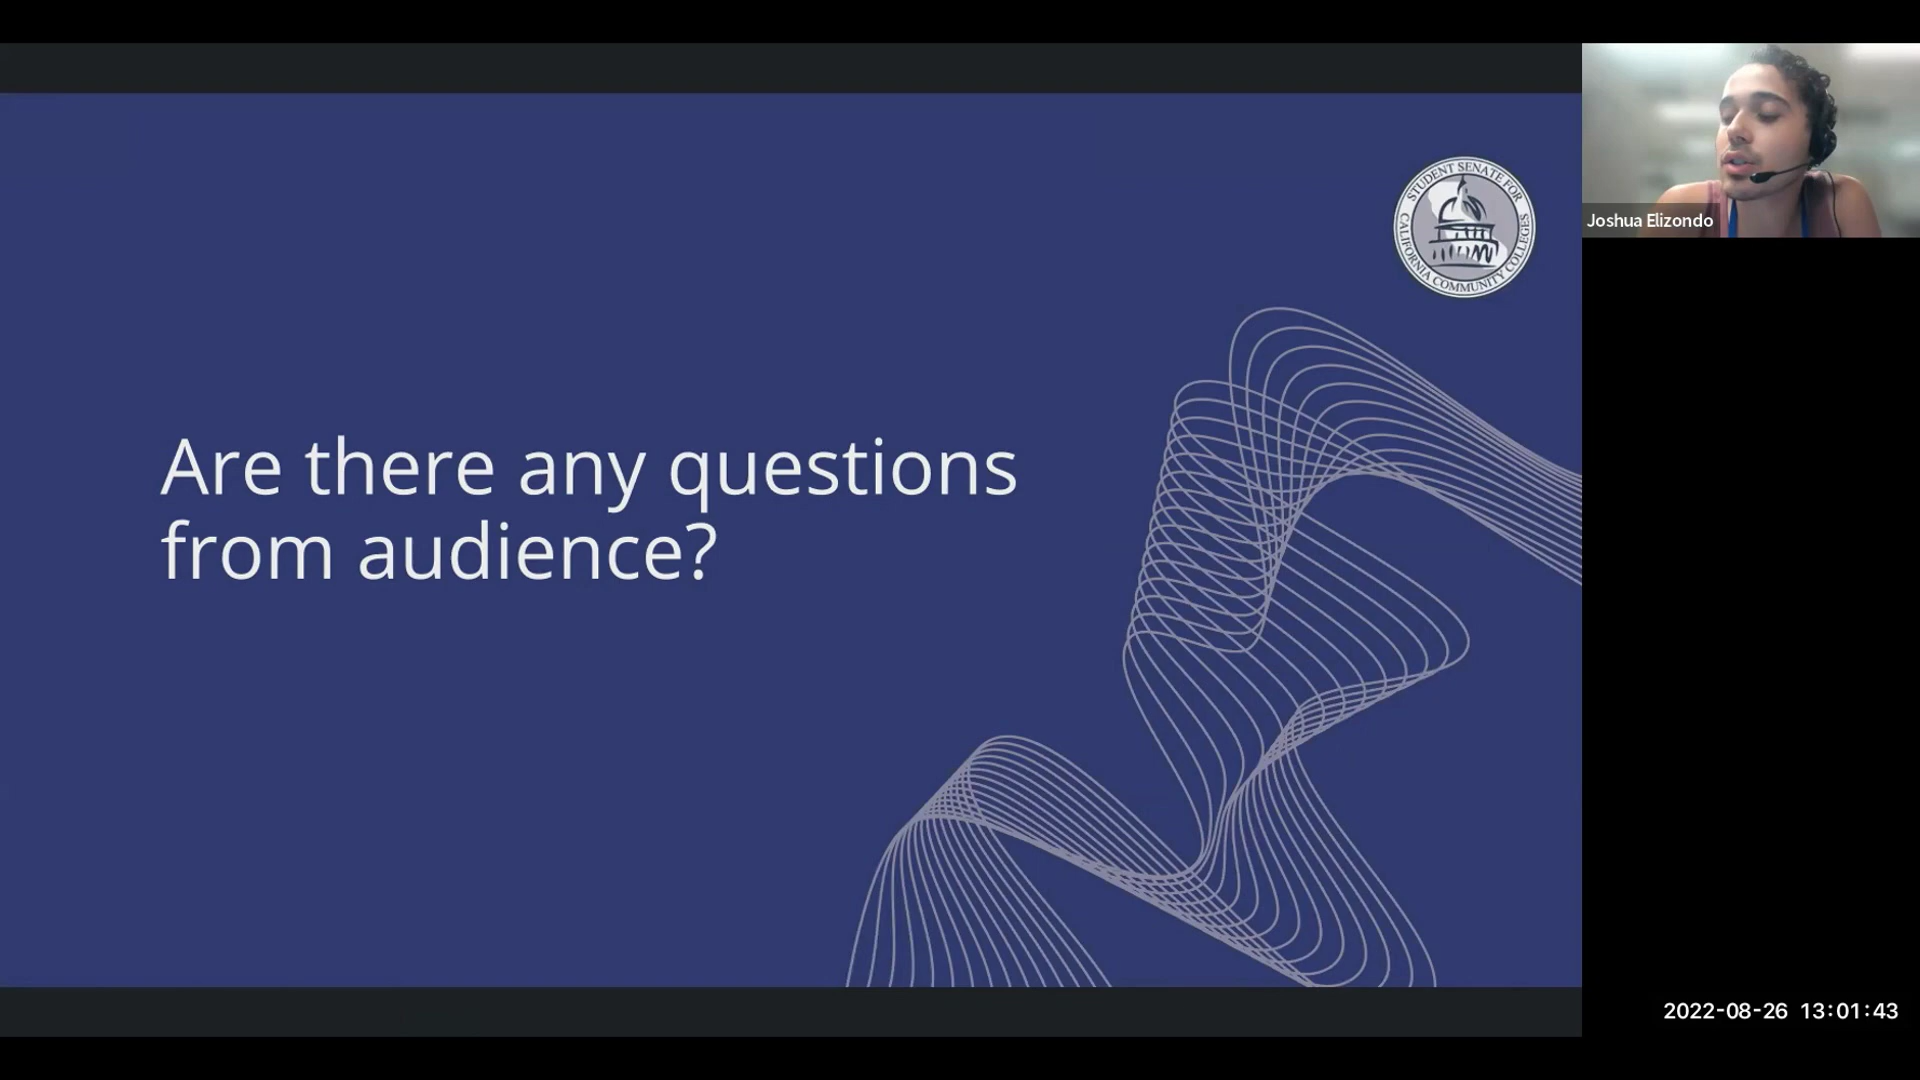 STUDENT SENATE FOR
CALIFORNIA COMMUNITY COLLEGES
Joshua Elizondo
Are there any questions
from audience?
2022-08-26 13:01:43